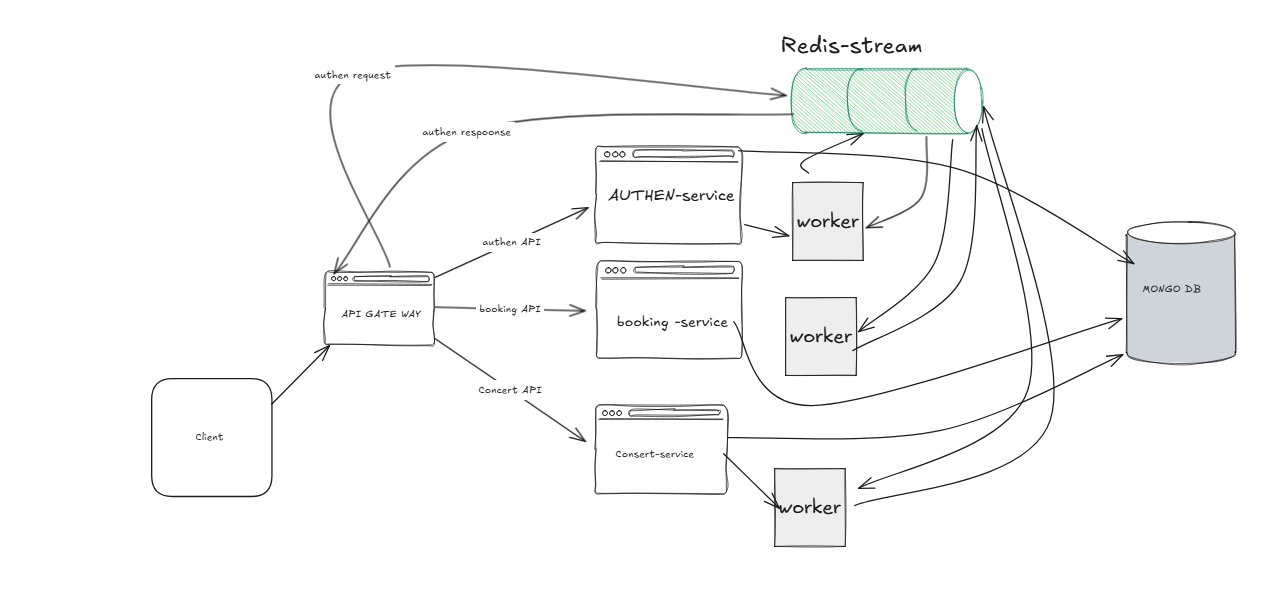 Redis-stream
authen request
authen respoonse
AUTHEN-service
worker
authen API
MONGO DB
API GATE WAY
booking API
booking -service
worker
Concert API
Client
Consert-service
worker